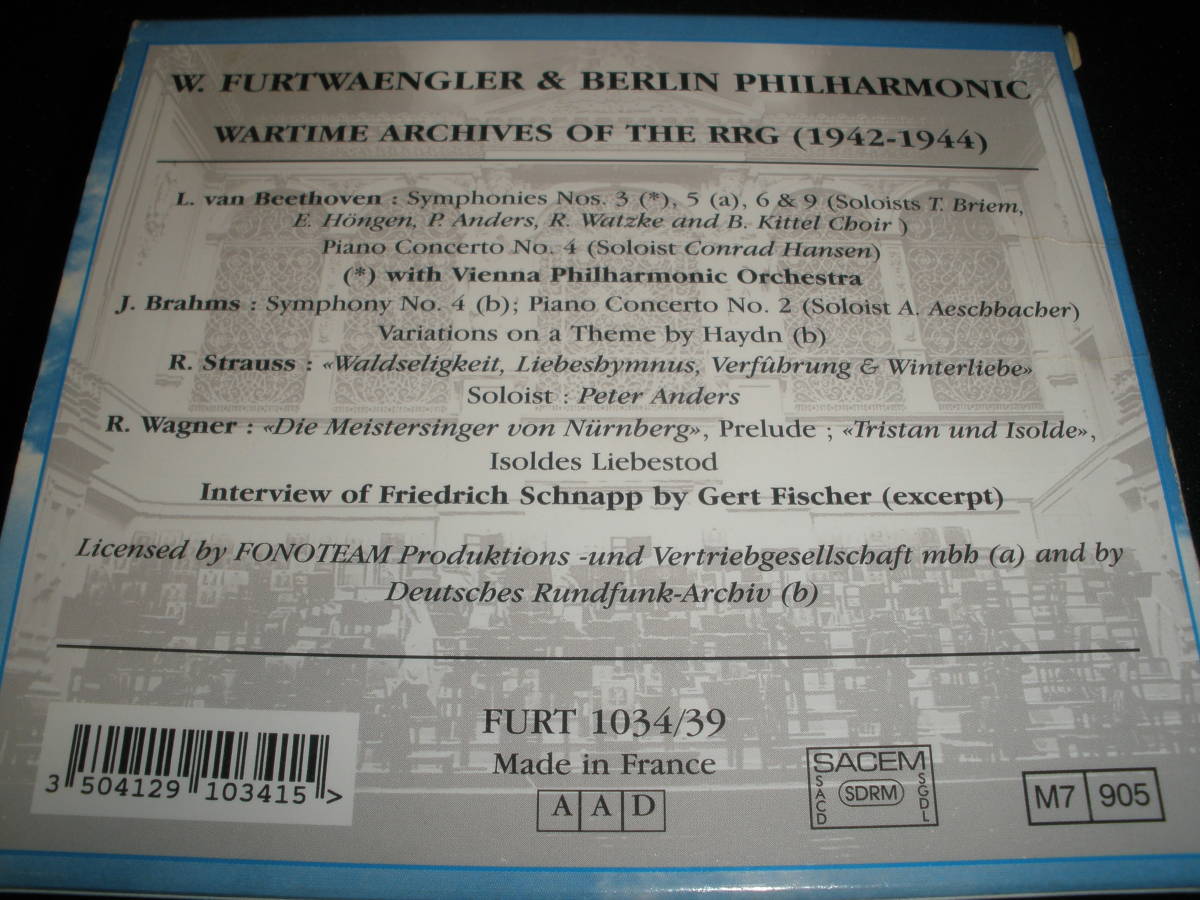 W. FURTWAENGLER & BERLIN PHILHARMONIC
WARTIME ARCHIVES OF THE RRG (1942-1944)
L. van Beethoven : Symphonies Nos. 3 (*), 5 (a), 6 & 9 (Soloists T. Briem,
E. Höngen, P. Anders, R. Watzke and B. Kittel Choir )
Piano Concerto No. 4 (Soloist Conrad Hansen)
(*) with Vienna Philharmonic Orchestra
J. Brahms : Symphony No. 4 (b); Piano Concerto No. 2 (Soloist A. Aeschbacher)
Variations on a Theme by Haydn (b)
R. Strauss : «Waldseligkeit, Liebeshymnus, Verfûhrung & Winterliebe»
Soloist : Peter Anders
R. Wagner : «Die Meistersinger von Nürnberg», Prelude ; «Tristan und Isolde»,
Isoldes Liebestod
Interview of Friedrich Schnapp by Gert Fischer (excerpt)
Licensed by FONOTEAM Produktions -und Vertriebgesellschaft mbh (a) and by
Deutsches Rundfunk-Archiv (b)
FURT 1034/39
Made in France
A A D
3 504129 103415 >
SACEM
SACD
SDRM
SGDL
M7 905